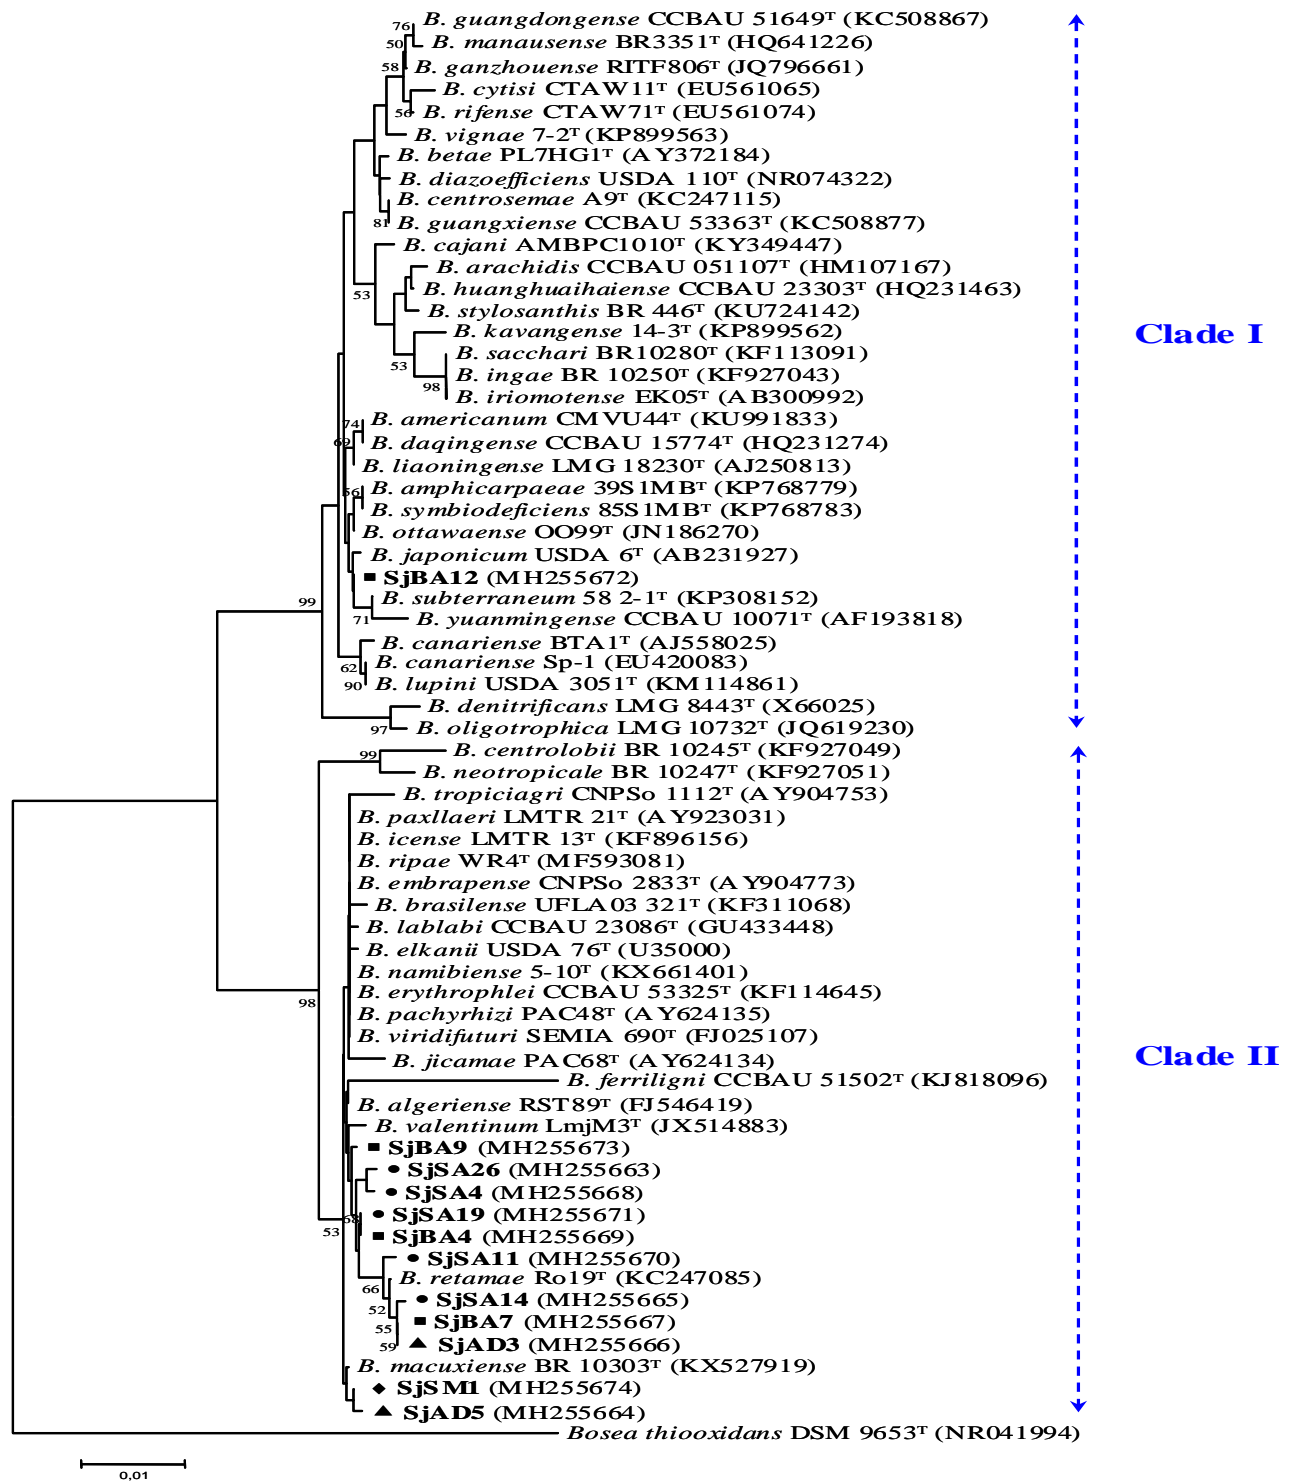 76 B. guangdongense CCBAU 51649ᵀ (KC508867)
50 B. manausense BR3351ᵀ (HQ641226)
58 B. ganzhouense RITF806ᵀ (JQ796661)
B. cytisi CTAW11ᵀ (EU561065)
56 B. rifense CTAW71ᵀ (EU561074)
B. vignae 7-2ᵀ (KP899563)
B. betae PL7HG1ᵀ (AY372184)
B. diazoefficiens USDA 110ᵀ (NR074322)
B. centrosemae A9ᵀ (KC247115)
81 B. guangxiense CCBAU 53363ᵀ (KC508877)
B. cajani AMBPC1010ᵀ (KY349447)
B. arachidis CCBAU 051107ᵀ (HM107167)
53 B. huanghuaihaiense CCBAU 23303ᵀ (HQ231463)
B. stylosanthis BR 446ᵀ (KU724142)
B. kavangense 14-3ᵀ (KP899562)
Clade I
B. sacchari BR10280ᵀ (KF113091)
53 B. ingae BR 10250ᵀ (KF927043)
98 B. iriomotense EK05ᵀ (AB300992)
74 B. americanum CMVU44ᵀ (KU991833)
69 B. daqingense CCBAU 15774ᵀ (HQ231274)
B. liaoningense LMG 18230ᵀ (AJ250813)
56 B. amphicarpaeae 39S1MBᵀ (KP768779)
B. symbiodeficiens 85S1MBᵀ (KP768783)
B. ottawaense OO99ᵀ (JN186270)
B. japonicum USDA 6ᵀ (AB231927)
SjBA12 (MH255672)
99 B. subterraneum 58 2-1ᵀ (KP308152)
71 B. yuanmingense CCBAU 10071ᵀ (AF193818)
B. canariense BTA1ᵀ (AJ558025)
62 B. canariense Sp-1 (EU420083)
90 B. lupini USDA 3051ᵀ (KM114861)
B. denitrificans LMG 8443ᵀ (X66025)
97 B. oligotrophica LMG 10732ᵀ (JQ619230)
99 B. centrolobii BR 10245ᵀ (KF927049)
B. neotropicale BR 10247ᵀ (KF927051)
B. tropiciagri CNPSo 1112ᵀ (AY904753)
B. paxllaeri LMTR 21ᵀ (AY923031)
B. icense LMTR 13ᵀ (KF896156)
B. ripae WR4ᵀ (MF593081)
B. embrapense CNPSo 2833ᵀ (AY904773)
B. brasilense UFLA03 321ᵀ (KF311068)
B. lablabi CCBAU 23086ᵀ (GU433448)
B. elkanii USDA 76ᵀ (U35000)
B. namibiense 5-10ᵀ (KX661401)
98 B. erythrophlei CCBAU 53325ᵀ (KF114645)
B. pachyrhizi PAC48ᵀ (AY624135)
B. viridifuturi SEMIA 690ᵀ (FJ025107)
B. jicamae PAC68ᵀ (AY624134)
Clade II
B. ferriligni CCBAU 51502ᵀ (KJ818096)
B. algeriense RST89ᵀ (FJ546419)
B. valentinum LmjM3ᵀ (JX514883)
SjBA9 (MH255673)
SjSA26 (MH255663)
SjSA4 (MH255668)
68 SjSA19 (MH255671)
53 SjBA4 (MH255669)
SjSA11 (MH255670)
66 B. retamae Ro19ᵀ (KC247085)
52 SjSA14 (MH255665)
55 SjBA7 (MH255667)
59 SjAD3 (MH255666)
B. macuxiense BR 10303ᵀ (KX527919)
SjSM1 (MH255674)
SjAD5 (MH255664)
Bosea thiooxidans DSM 9653ᵀ (NR041994)
0,01